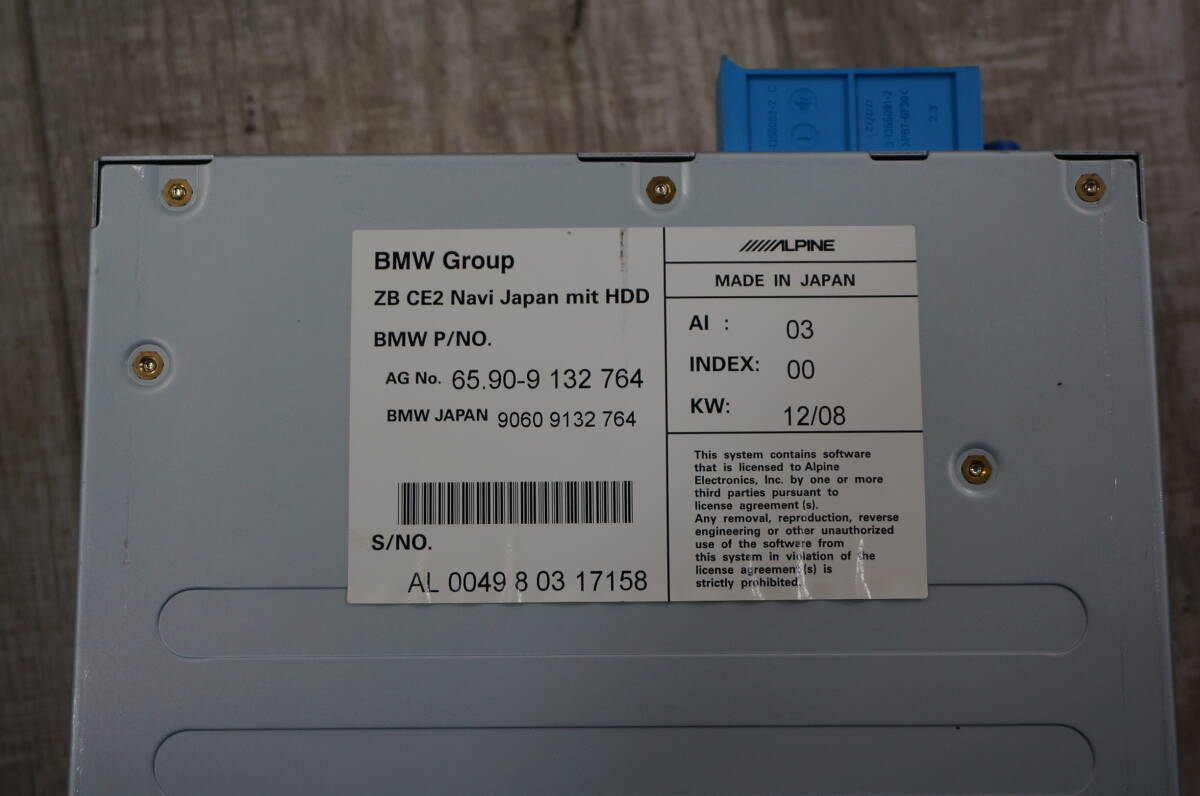 BMW Group
ZB CE2 Navi Japan mit HDD
BMW P/NO.
AG No. 65.90-9 132 764
BMW JAPAN 9060 9132 764
S/NO.
AL 0049 8 03 17158
ALPINE
MADE IN JAPAN
AI : 03
INDEX: 00
KW: 12/08
This system contains software
that is licensed to Alpine
Electronics, Inc. by one or more
third parties pursuant to
license agreement (s).
Any removal, reproduction, reverse
engineering or other unauthorized
use of the software from
this system in violation of the
license agreement (s) is
strictly prohibited.
2.3